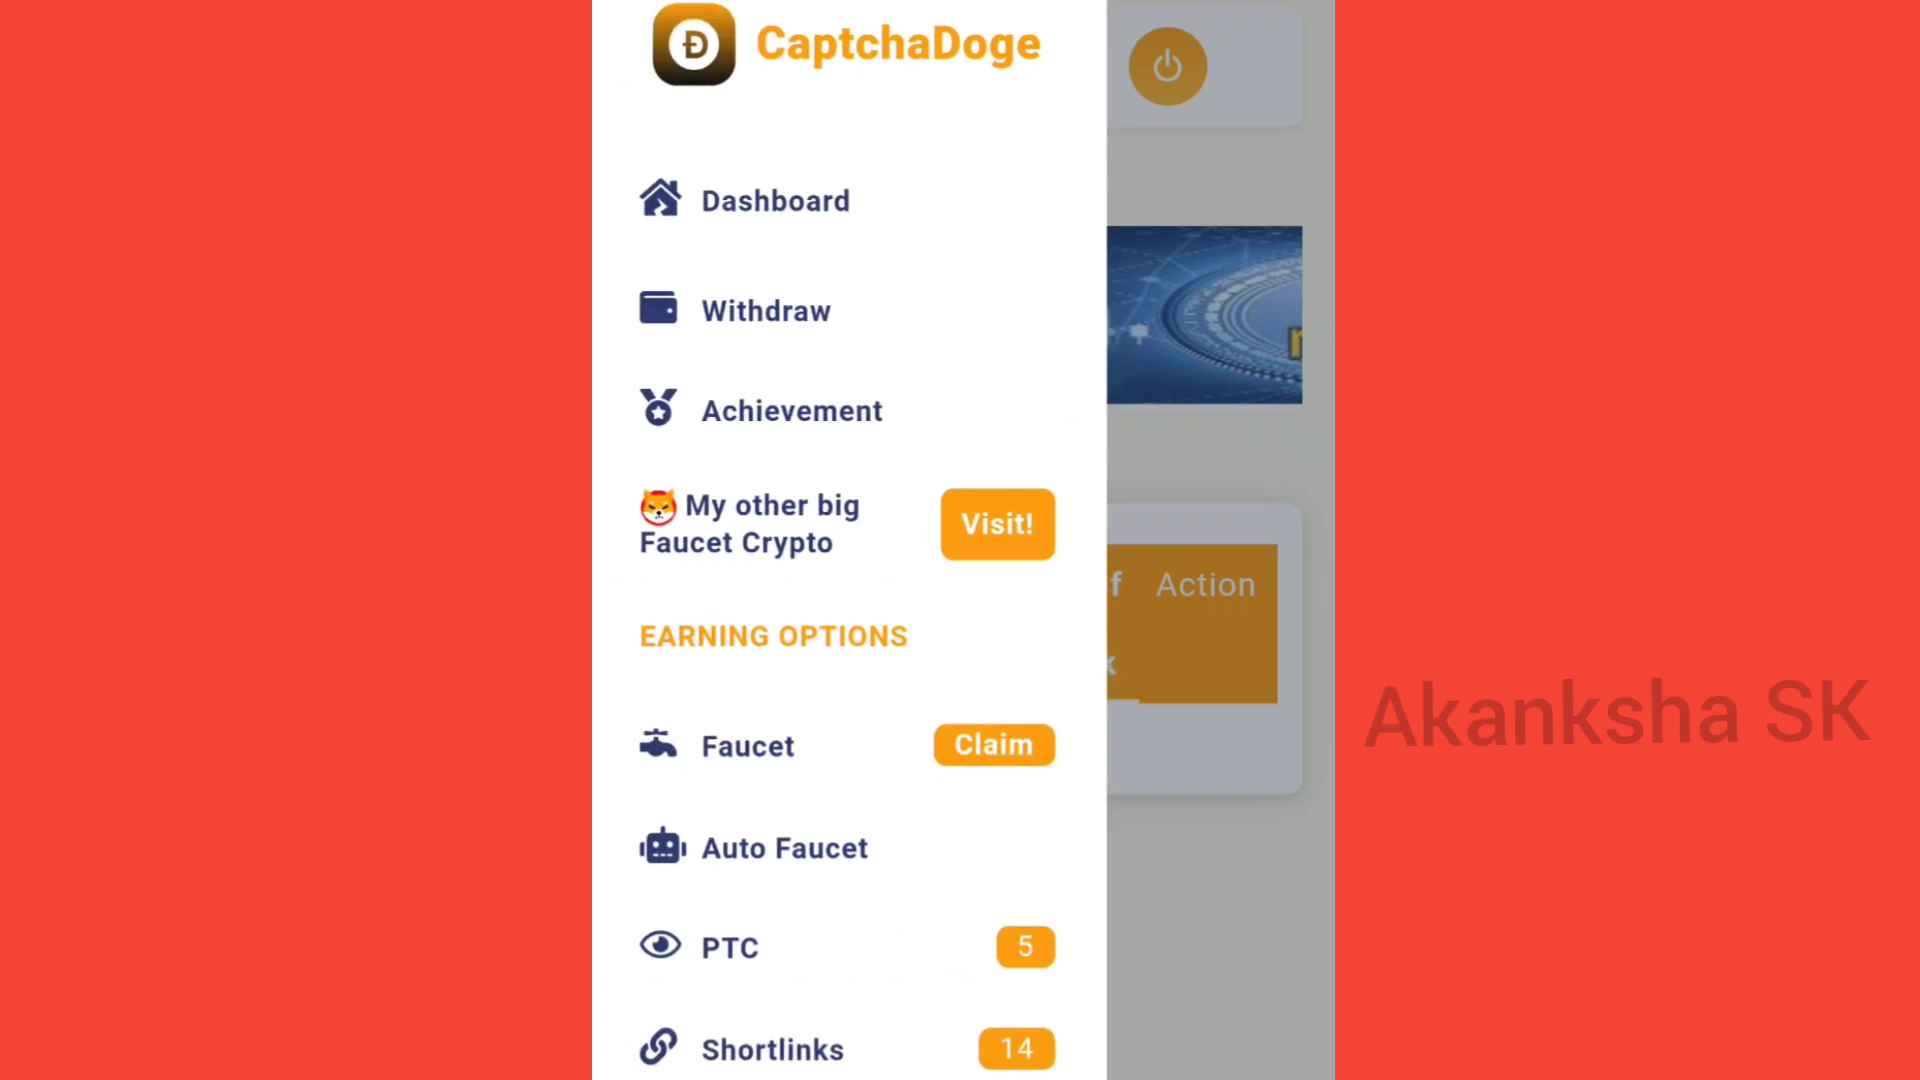 CaptchaDoge
Dashboard
Withdraw
Achievement
My other big
Faucet Crypto
Visit!
EARNING OPTIONS
Faucet
Claim
Auto Faucet
PTC
5
Shortlinks
14
f
Action
x
Akanksha SK